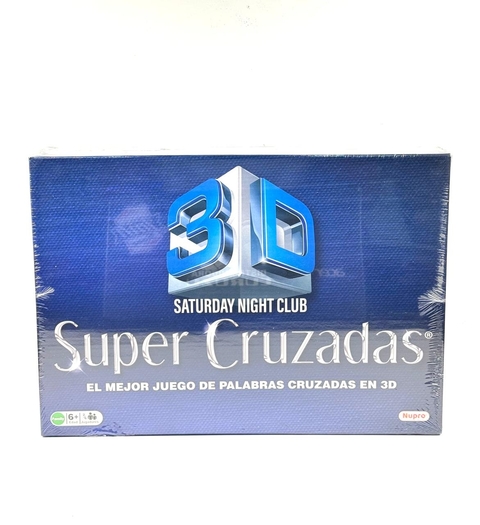 3D
SATURDAY NIGHT CLUB
Super Cruzadas®
EL MEJOR JUEGO DE PALABRAS CRUZADAS EN 3D
6+
Nupro